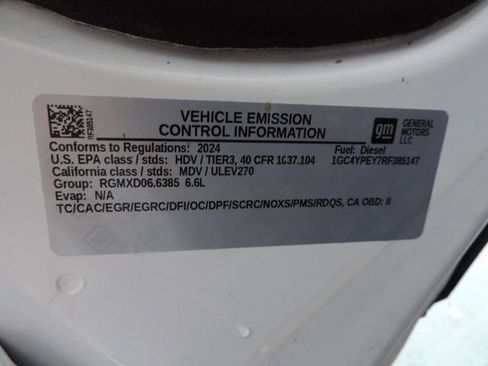 VEHICLE EMISSION
CONTROL INFORMATION
gm GENERAL
MOTORS
LLC
RF385147
Conforms to Regulations: 2024
Fuel: Diesel
U.S. EPA class / stds: HDV / TIER3, 40 CFR 1037.104
1GC4YPEY7RF385147
California class / stds: MDV / ULEV270
Group: RGMXD06.6385 6.6L
Evap: N/A
TC/CAC/EGR/EGRC/DFI/OC/DPF/SCRC/NOXS/PMS/RDQS, CA OBD: II